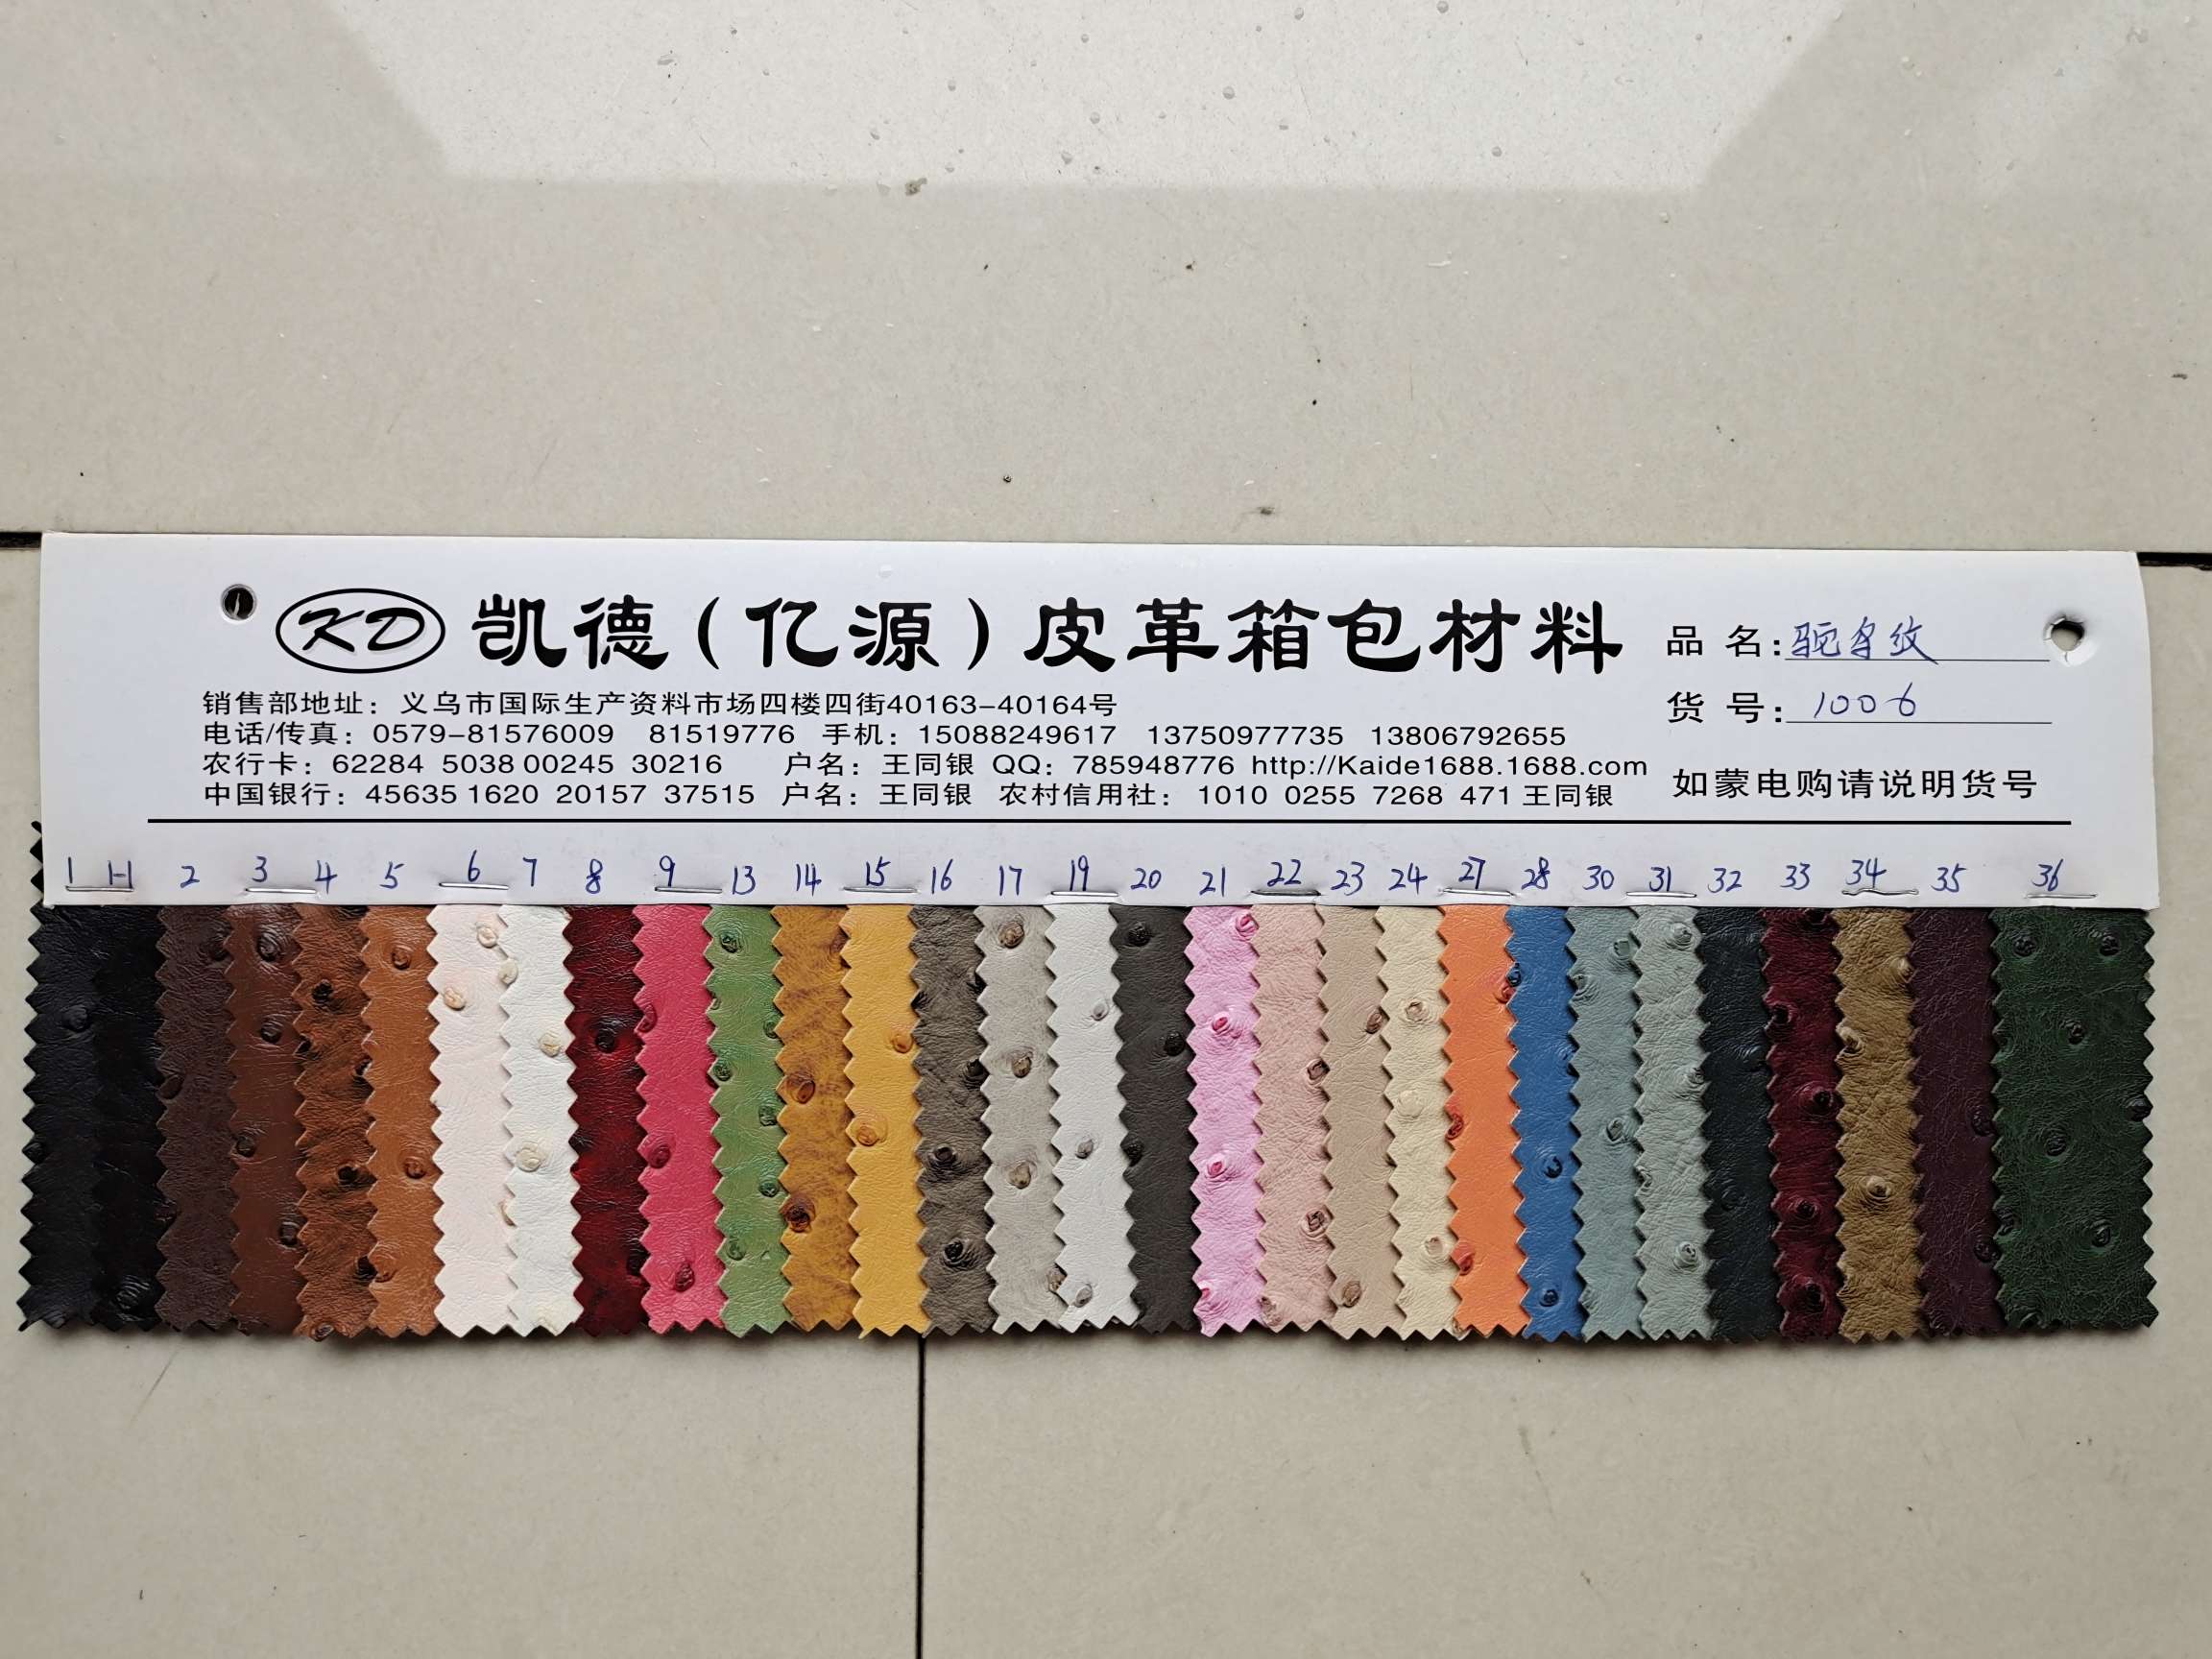 KD 凯德（亿源）皮革箱包材料
品 名：驼鸟纹
销售部地址：义乌市国际生产资料市场四楼四街40163-40164号
货 号：1006
电话/传真：0579-81576009 81519776 手机：15088249617 13750977735 13806792655
农行卡：62284 5038 00245 30216 户名：王同银 QQ：785948776 http://Kaide1688.1688.com
如蒙电购请说明货号
中国银行：45635 1620 20157 37515 户名：王同银 农村信用社：1010 0255 7268 471 王同银
1 1-1 2 3 4 5 6 7 8 9 13 14 15 16 17 19 20 21 22 23 24 27 28 30 31 32 33 34 35 36